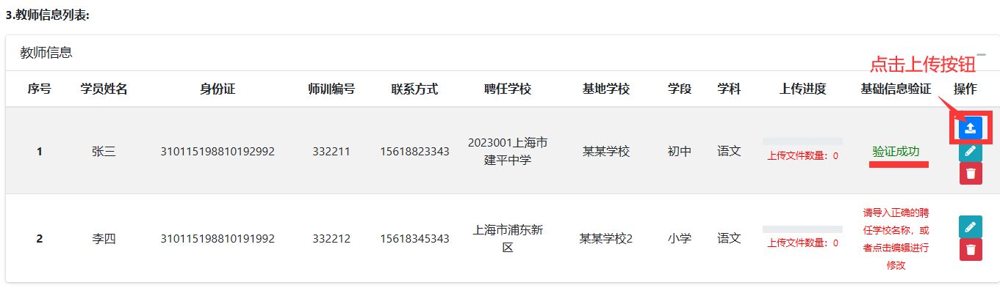 3.教师信息列表:
教师信息
点击上传按钮
序号 学员姓名 身份证 师训编号 联系方式 聘任学校 基地学校 学段 学科 上传进度 基础信息验证 操作
1 张三 310115198810192992 332211 15618823343 2023001上海市
建平中学 某某学校 初中 语文 上传文件数量：0 验证成功
2 李四 310115198810191992 332212 15618345343 上海市浦东新
区 某某学校2 小学 语文 上传文件数量：0 请导入正确的聘
任学校名称，或
者点击编辑进行
修改